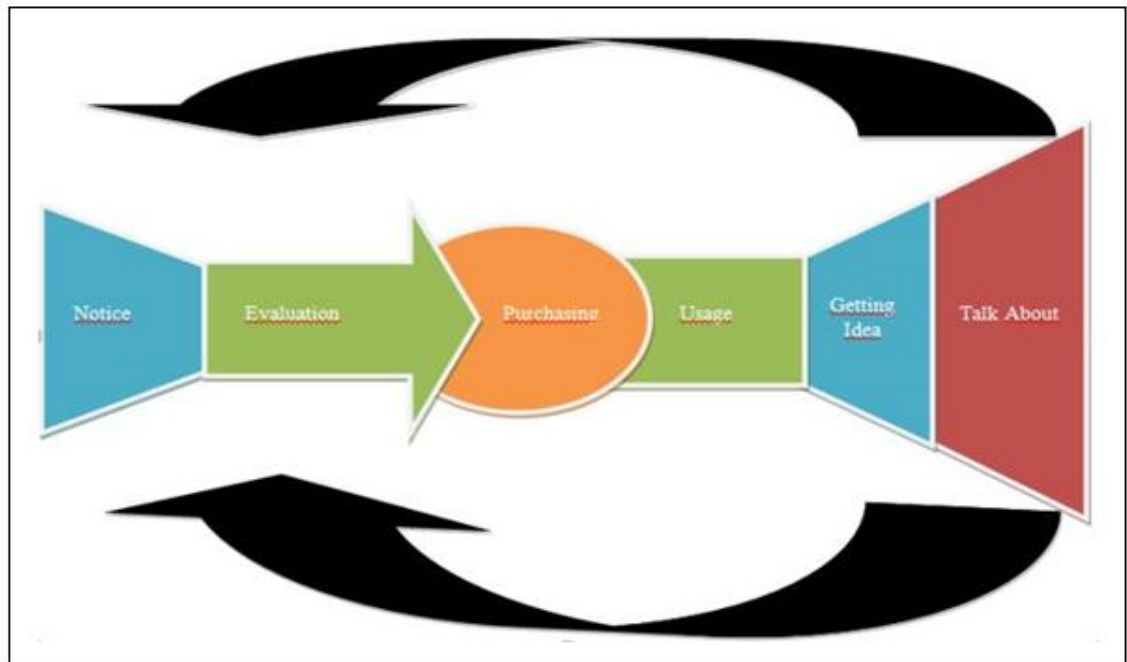 Notice
Evaluation
Purchasing
Usage
Getting
Idea
Talk About